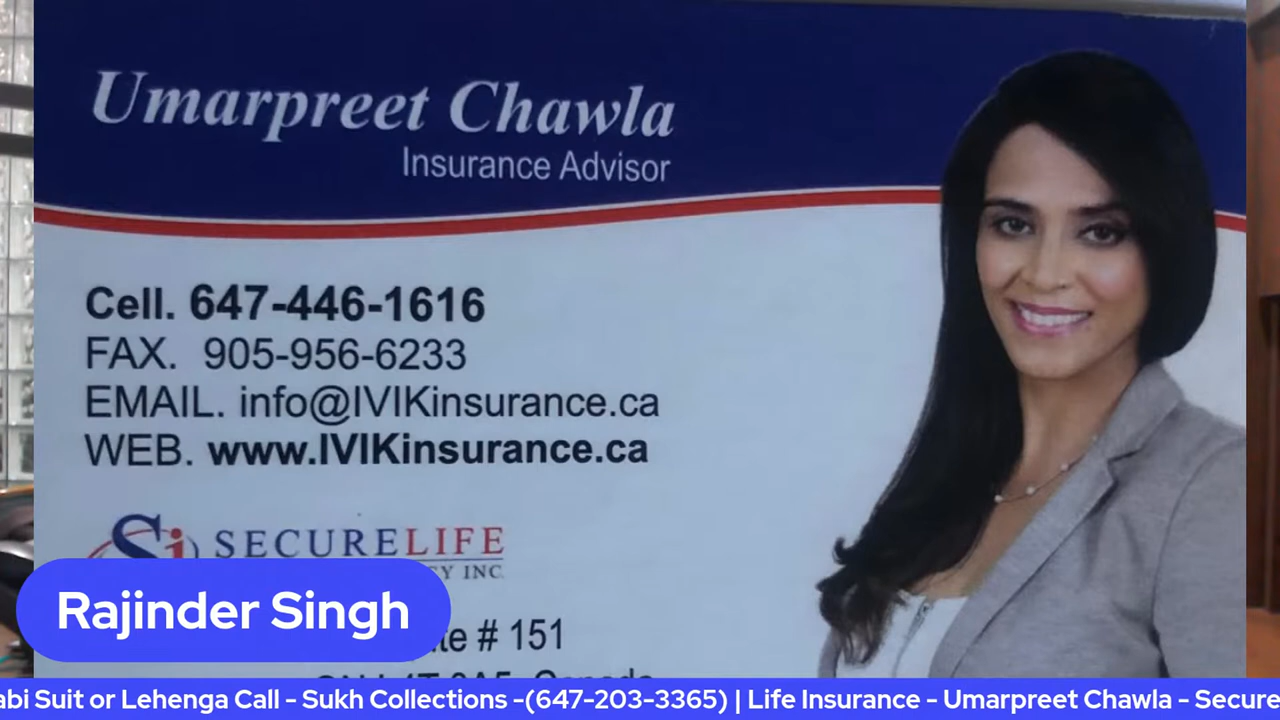 Umarpreet Chawla
Insurance Advisor
Cell. 647-446-1616
FAX. 905-956-6233
EMAIL. info@IVIKinsurance.ca
WEB. www.IVIKinsurance.ca
Si SECURELIFE
INC
Rajinder Singh
# 151
Suit or Lehenga Call - Sukh Collections -(647-203-3365) | Life Insurance - Umarpreet Chawla - Secure